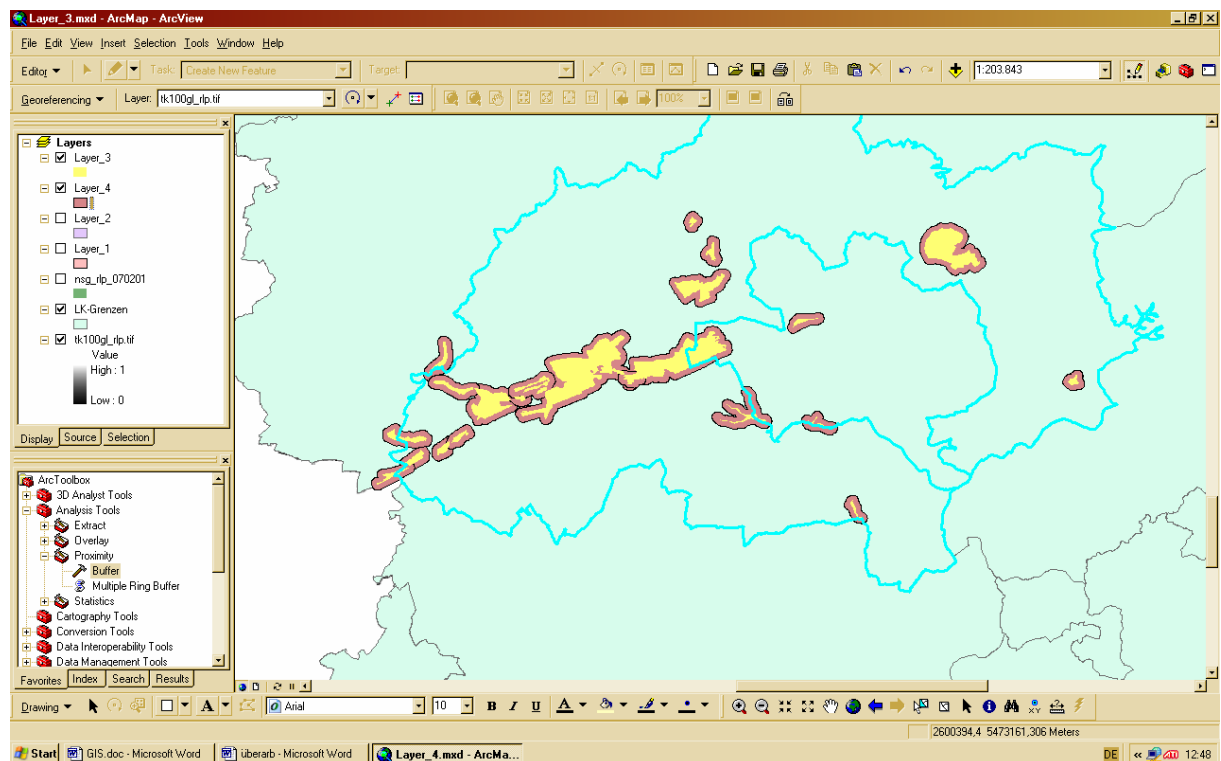 Layer_3.mxd - ArcMap - ArcView
File Edit View Insert Selection Tools Window Help
Editor Task: Create New Feature Target: 1:203.843
Georeferencing Layer: tk100gl_rlp.tif 100%
Layers
Layer_3
Layer_4
Layer_2
Layer_1
nsg_rlp_070201
LK-Grenzen
tk100gl_rlp.tif
Value
High : 1
Low : 0
Display Source Selection
ArcToolbox
3D Analyst Tools
Analysis Tools
Extract
Overlay
Proximity
Buffer
Multiple Ring Buffer
Statistics
Cartography Tools
Conversion Tools
Data Interoperability Tools
Data Management Tools
Favorites Index Search Results
Drawing A Arial 10 B I U A
2600394,4 5473161,306 Meters
Start GIS.doc - Microsoft Word überarb - Microsoft Word Layer_4.mxd - ArcMa... DE « 12:48